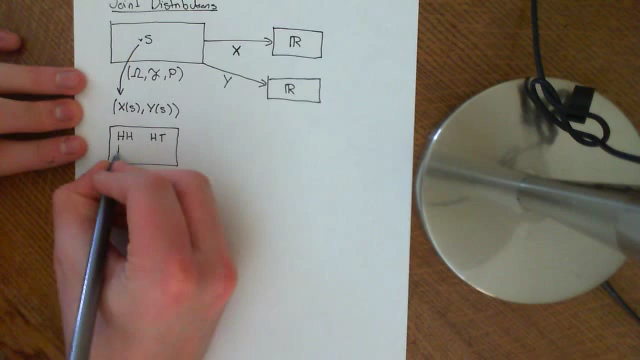 Joint Distributions
S
X
ℝ
(Ω, ℱ, P)
Y
ℝ
(X(s), Y(s))
HH HT